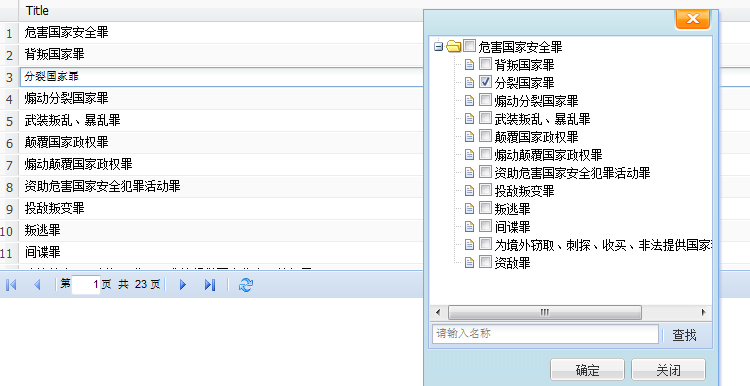 Title
1 危害国家安全罪
2 背叛国家罪
3 分裂国家罪
4 煽动分裂国家罪
5 武装叛乱、暴乱罪
6 颠覆国家政权罪
7 煽动颠覆国家政权罪
8 资助危害国家安全犯罪活动罪
9 投敌叛变罪
10 叛逃罪
11 间谍罪
第 1 页 共 23 页
危害国家安全罪
背叛国家罪
分裂国家罪
煽动分裂国家罪
武装叛乱、暴乱罪
颠覆国家政权罪
煽动颠覆国家政权罪
资助危害国家安全犯罪活动罪
投敌叛变罪
叛逃罪
间谍罪
为境外窃取、刺探、收买、非法提供国家
资敌罪
请输入名称 查找
确定 关闭